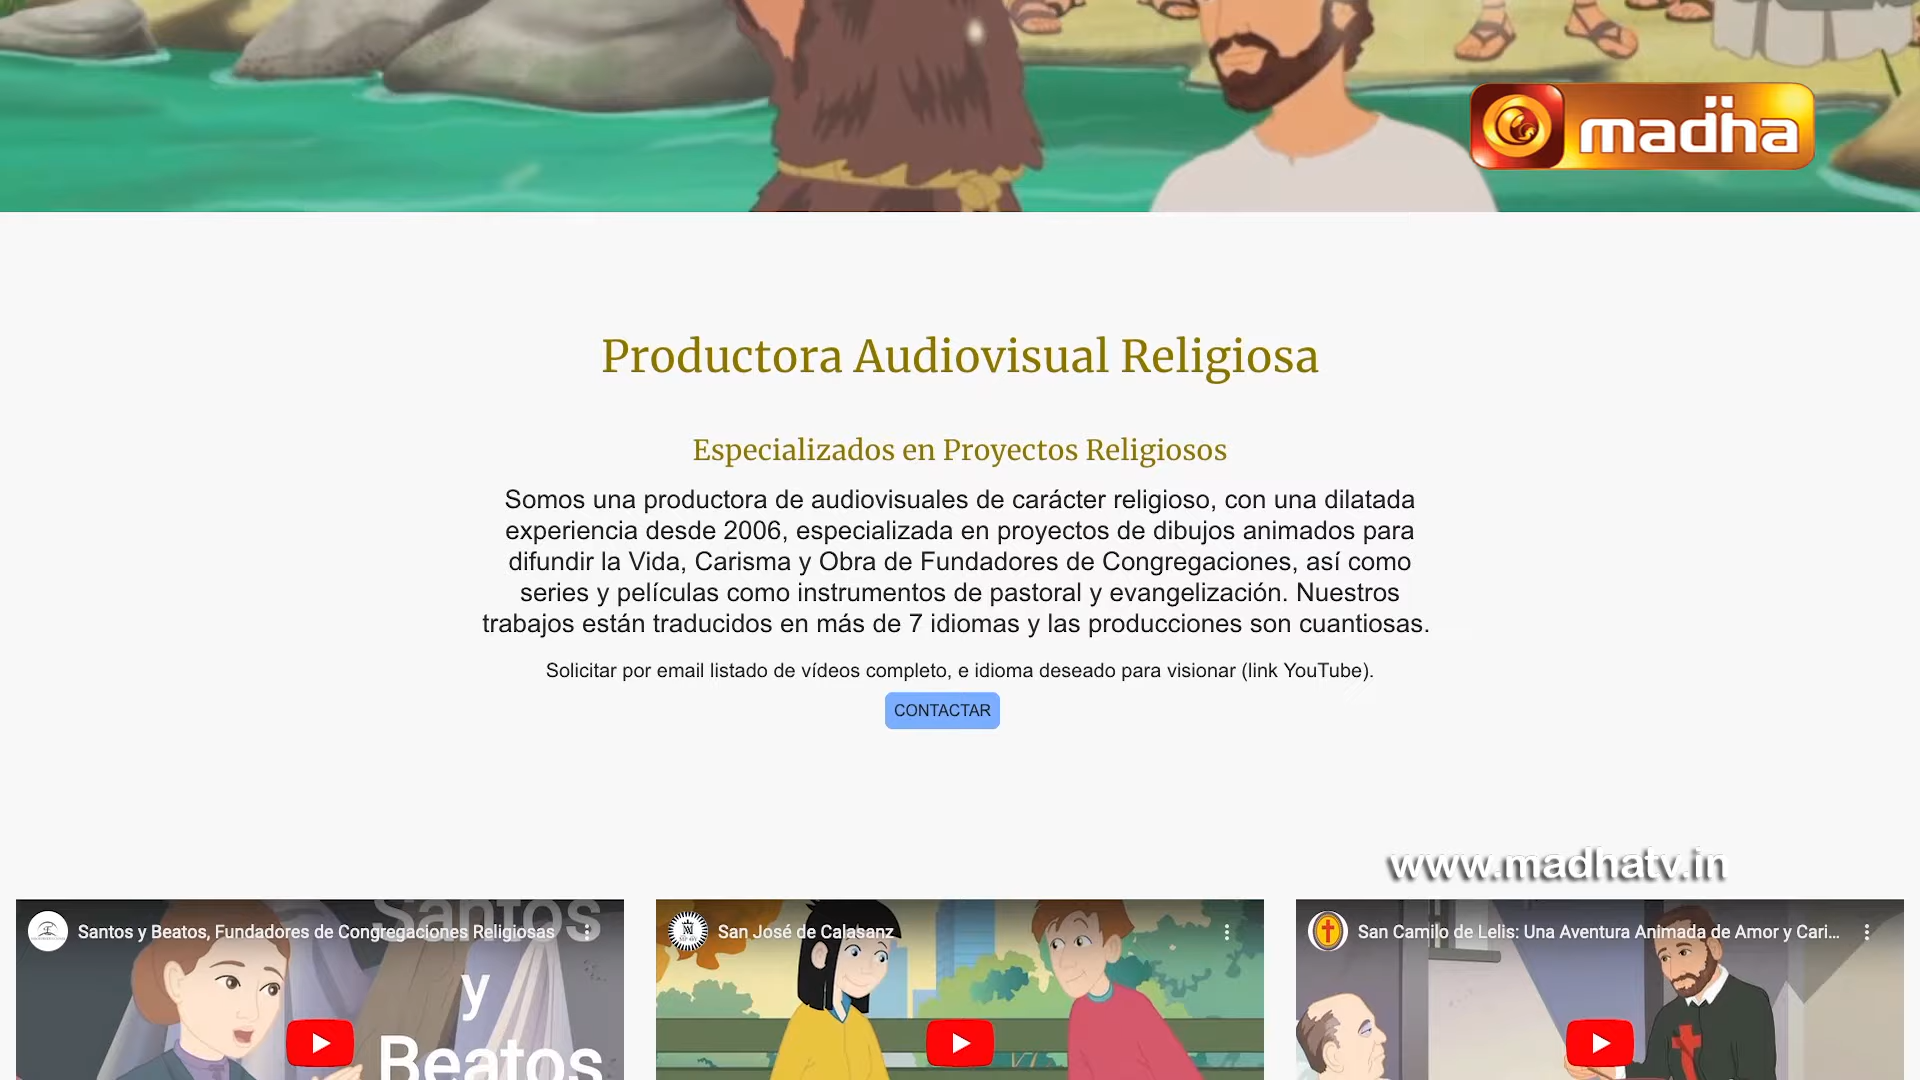 madha
Productora Audiovisual Religiosa
Especializados en Proyectos Religiosos
Somos una productora de audiovisuales de carácter religioso, con una dilatada
experiencia desde 2006, especializada en proyectos de dibujos animados para
difundir la Vida, Carisma y Obra de Fundadores de Congregaciones, así como
series y películas como instrumentos de pastoral y evangelización. Nuestros
trabajos están traducidos en más de 7 idiomas y las producciones son cuantiosas.
Solicitar por email listado de vídeos completo, e idioma deseado para visionar (link YouTube).
CONTACTAR
www.madhatv.in
Santos y Beatos, Fundadores de Congregaciones Religiosas
Santos
y
Beatos
San José de Calasanz
San Camilo de Lelis: Una Aventura Animada de Amor y Cari...